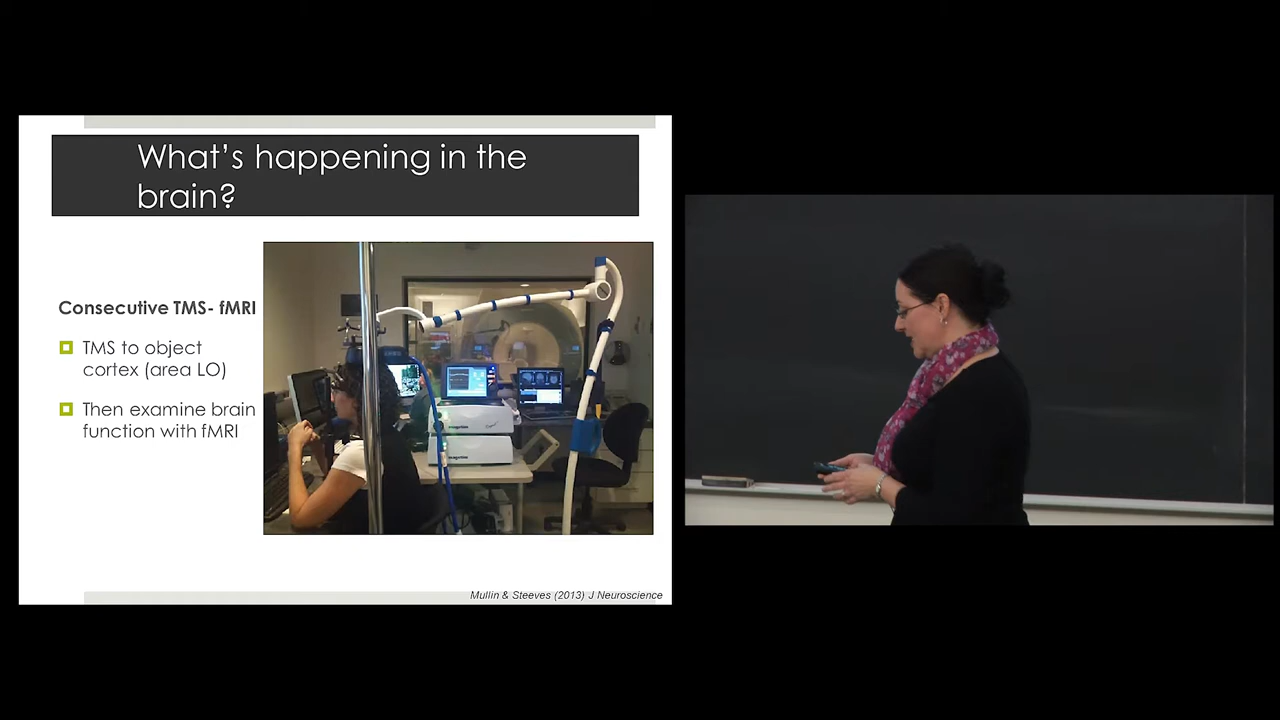 What's happening in the
brain?
Consecutive TMS- fMRI
TMS to object
cortex (area LO)
Then examine brain
function with fMRI
Mullin & Steeves (2013) J Neuroscience